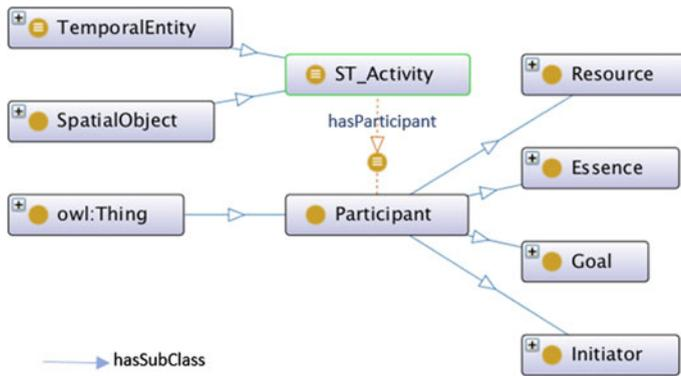 TemporalEntity
ST_Activity
Resource
SpatialObject
hasParticipant
Essence
owl:Thing
Participant
Goal
Initiator
hasSubClass